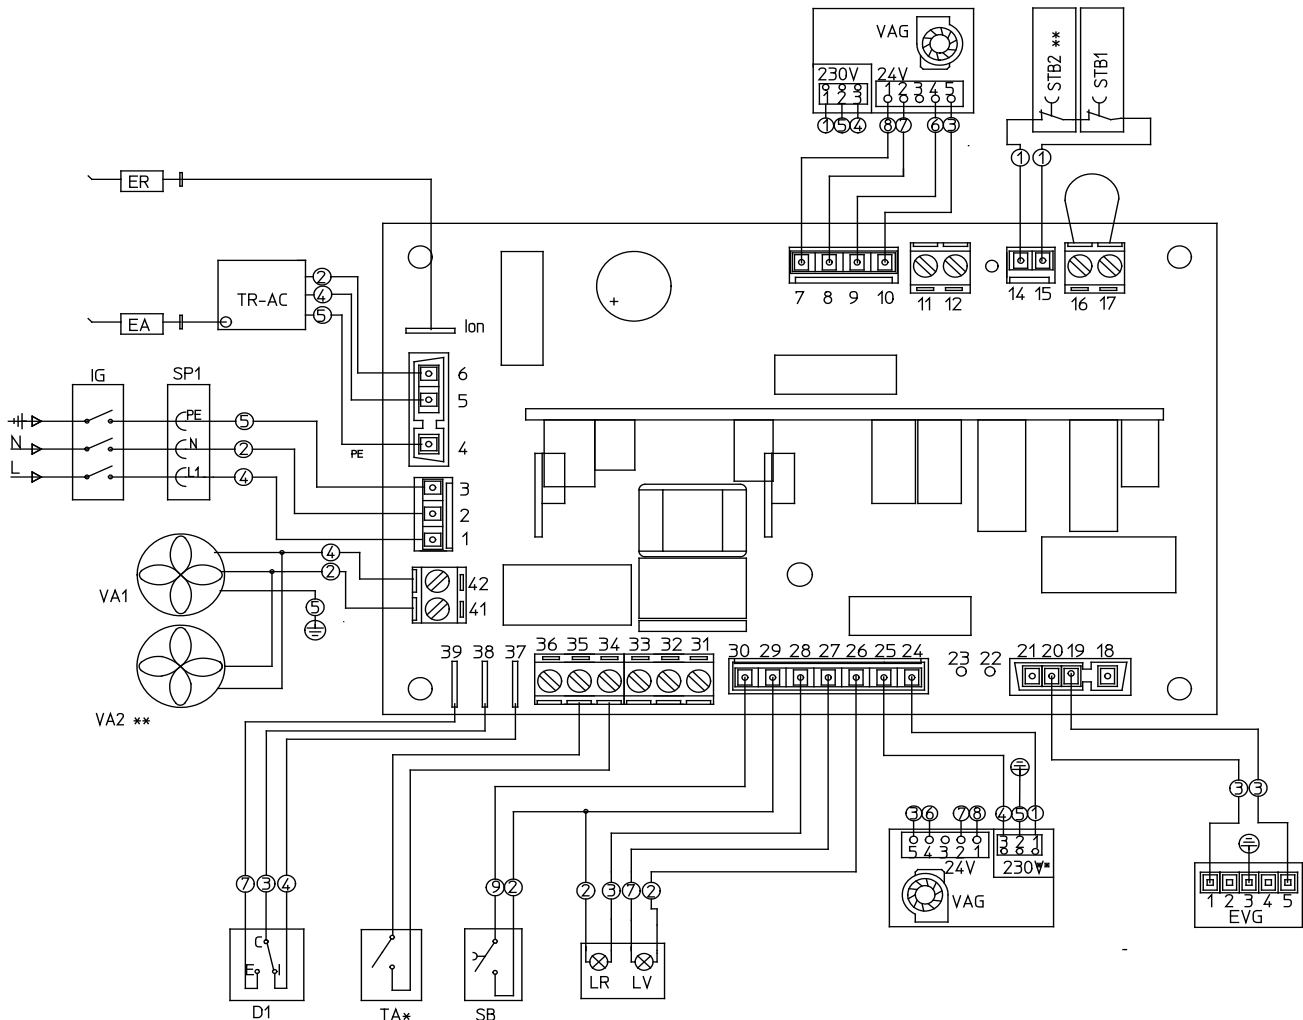 VAG
STB2 **
STB1
230V
24V
1 2 3
1 2 3 4 5
1 5 4
8 7 6 3
1 1
ER
TR-AC
2
4
5
EA
Ion
+
7 8 9 10
11 12
14 15
16 17
IG
SP1
6
5
4
PE
PE
5
N
N
2
L
L1
4
3
2
1
VA1
4
2
5
42
41
VA2 **
39 38 37
36 35 34 33 32 31
30 29 28 27 26 25 24
23 22
21 20 19 18
3 6 7 8
4 5 1
5 4 3 2 1
3 2 1
24V
230V*
VAG
3 3
1 2 3 4 5
EVG
7 3 4
C
E
I
D1
TA*
9 2
SB
2 3 7 2
LR LV
-